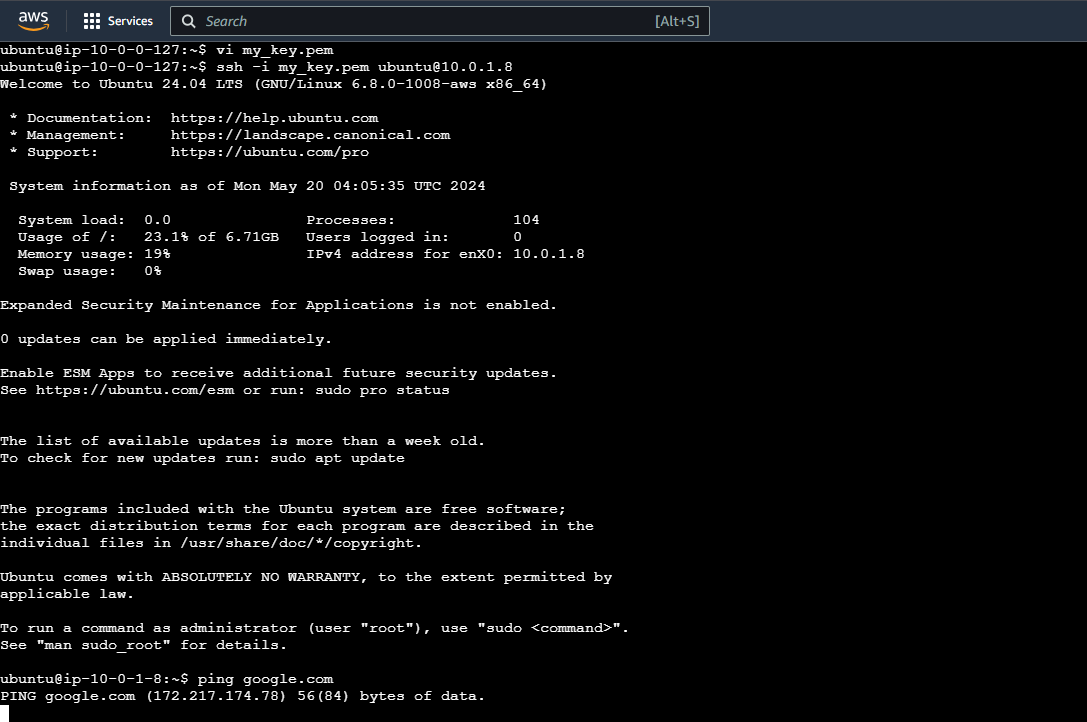 aws Services Search [Alt+S]
ubuntu@ip-10-0-0-127:~$ vi my_key.pem
ubuntu@ip-10-0-0-127:~$ ssh -i my_key.pem ubuntu@10.0.1.8
Welcome to Ubuntu 24.04 LTS (GNU/Linux 6.8.0-1008-aws x86_64)
* Documentation: https://help.ubuntu.com
* Management: https://landscape.canonical.com
* Support: https://ubuntu.com/pro
System information as of Mon May 20 04:05:35 UTC 2024
System load: 0.0 Processes: 104
Usage of /: 23.1% of 6.71GB Users logged in: 0
Memory usage: 19% IPv4 address for enX0: 10.0.1.8
Swap usage: 0%
Expanded Security Maintenance for Applications is not enabled.
0 updates can be applied immediately.
Enable ESM Apps to receive additional future security updates.
See https://ubuntu.com/esm or run: sudo pro status
The list of available updates is more than a week old.
To check for new updates run: sudo apt update
The programs included with the Ubuntu system are free software;
the exact distribution terms for each program are described in the
individual files in /usr/share/doc/*/copyright.
Ubuntu comes with ABSOLUTELY NO WARRANTY, to the extent permitted by
applicable law.
To run a command as administrator (user "root"), use "sudo <command>".
See "man sudo_root" for details.
ubuntu@ip-10-0-1-8:~$ ping google.com
PING google.com (172.217.174.78) 56(84) bytes of data.